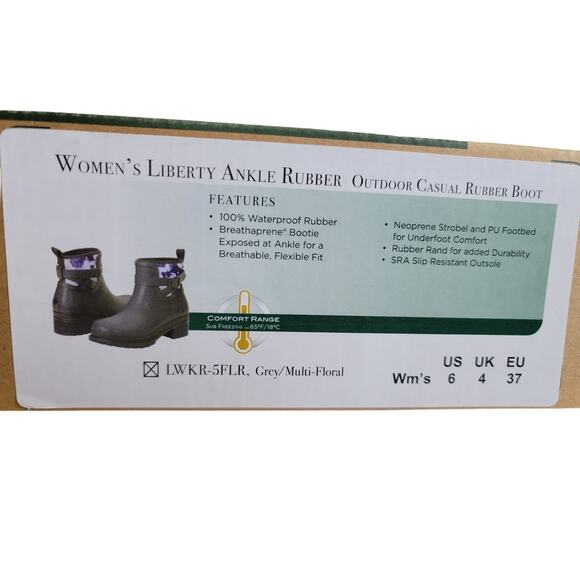 Women's Liberty Ankle Rubber Outdoor Casual Rubber Boot
FEATURES
• 100% Waterproof Rubber
• Breathaprene® Bootie
Exposed at Ankle for a
Breathable, Flexible Fit
• Neoprene Strobel and PU Footbed
for Underfoot Comfort
• Rubber Rand for added Durability
• SRA Slip Resistant Outsole
Comfort Range
Sub Freezing ... 65°F/18°C
LWKR-5FLR, Grey/Multi-Floral
US UK EU
Wm's 6 4 37